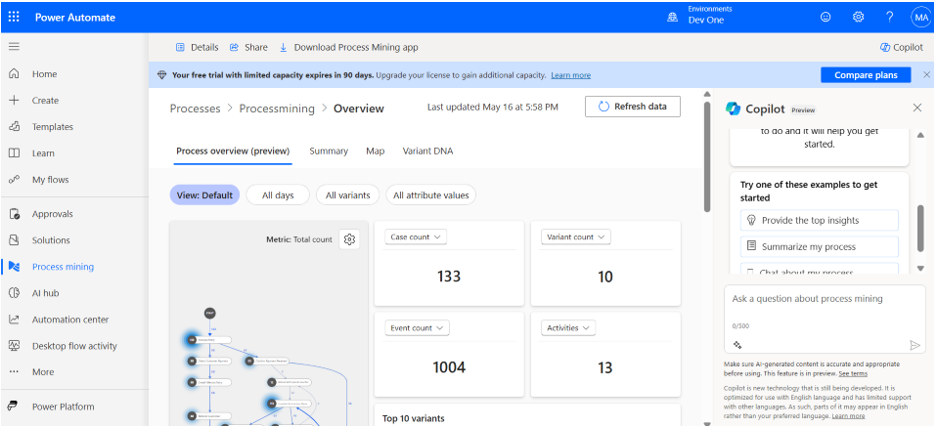 Power Automate
Environments
Dev One
MA
Details
Share
Download Process Mining app
Copilot
Your free trial with limited capacity expires in 90 days. Upgrade your license to gain additional capacity. Learn more
Compare plans
Home
Create
Templates
Learn
My flows
Approvals
Solutions
Process mining
AI hub
Automation center
Desktop flow activity
More
Power Platform
Processes > Processmining > Overview
Last updated May 16 at 5:58 PM
Refresh data
Process overview (preview)
Summary
Map
Variant DNA
View: Default
All days
All variants
All attribute values
Metric: Total count
Case count
133
Variant count
10
Event count
1004
Activities
13
Top 10 variants
Copilot Preview
to do and it will help you get
started.
Try one of these examples to get
started
Provide the top insights
Summarize my process
Chat about my process
Ask a question about process mining
0/500
Make sure AI-generated content is accurate and appropriate
before using. This feature is in preview. See terms
Copilot is new technology that is still being developed. It is
optimized for use with English language and has limited support
with other languages. As such, parts of it may appear in English
rather than your preferred language. Learn more